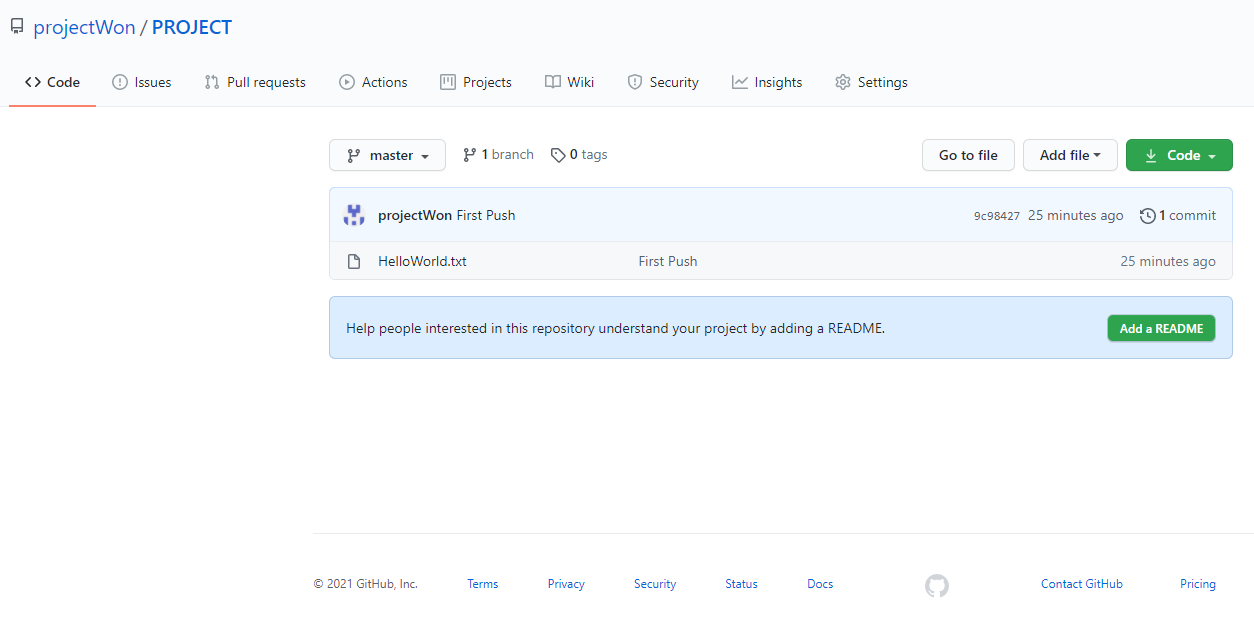 projectWon / PROJECT
Code Issues Pull requests Actions Projects Wiki Security Insights Settings
master 1 branch 0 tags Go to file Add file Code
projectWon First Push 9c98427 25 minutes ago 1 commit
HelloWorld.txt First Push 25 minutes ago
Help people interested in this repository understand your project by adding a README. Add a README
© 2021 GitHub, Inc. Terms Privacy Security Status Docs Contact GitHub Pricing